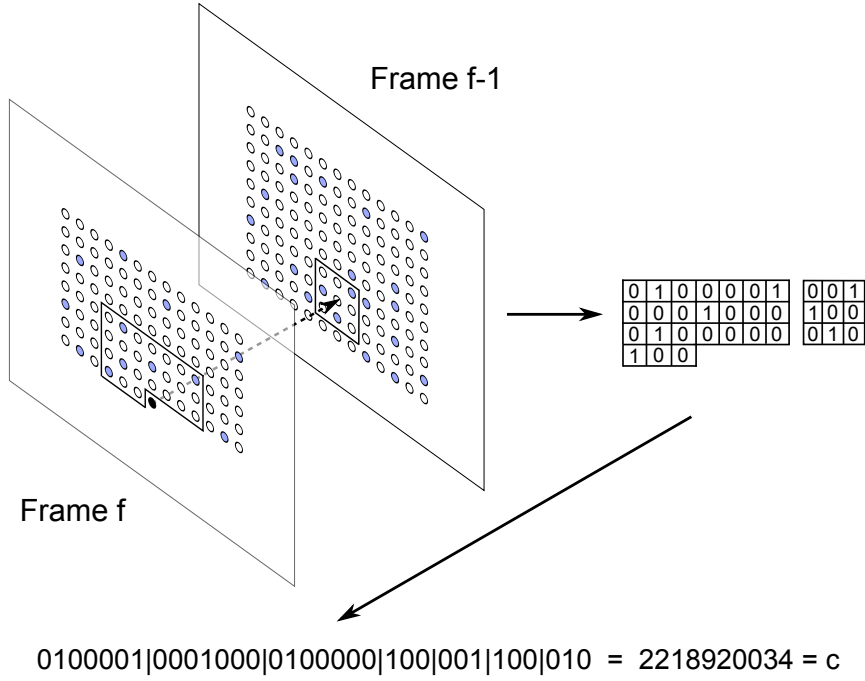 Frame f-1
0 1 0 0 0 0 1 0 0 1
0 0 0 1 0 0 0 1 0 0
0 1 0 0 0 0 0 0 1 0
1 0 0
Frame f
0100001|0001000|0100000|100|001|100|010 = 2218920034 = c